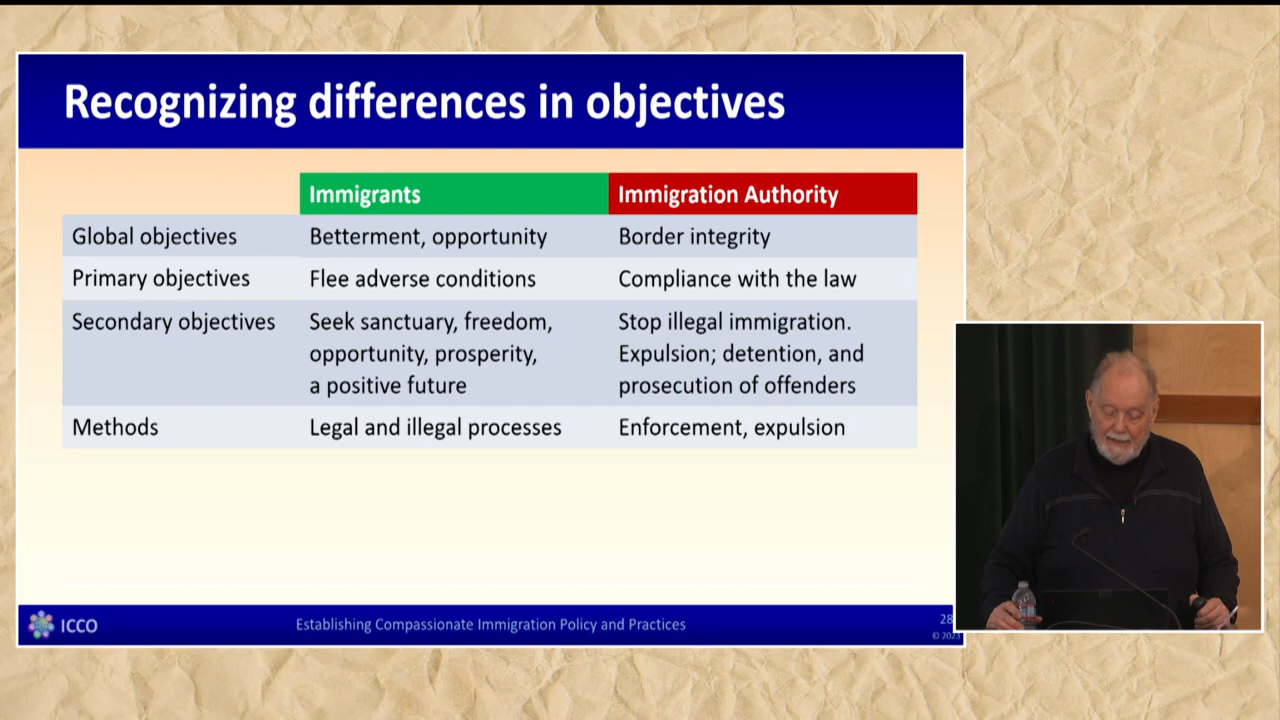 Recognizing differences in objectives
Immigrants Immigration Authority
Global objectives Betterment, opportunity Border integrity
Primary objectives Flee adverse conditions Compliance with the law
Secondary objectives Seek sanctuary, freedom, Stop illegal immigration.
opportunity, prosperity, Expulsion; detention, and
a positive future prosecution of offenders
Methods Legal and illegal processes Enforcement, expulsion
ICCO Establishing Compassionate Immigration Policy and Practices 28
© 2023